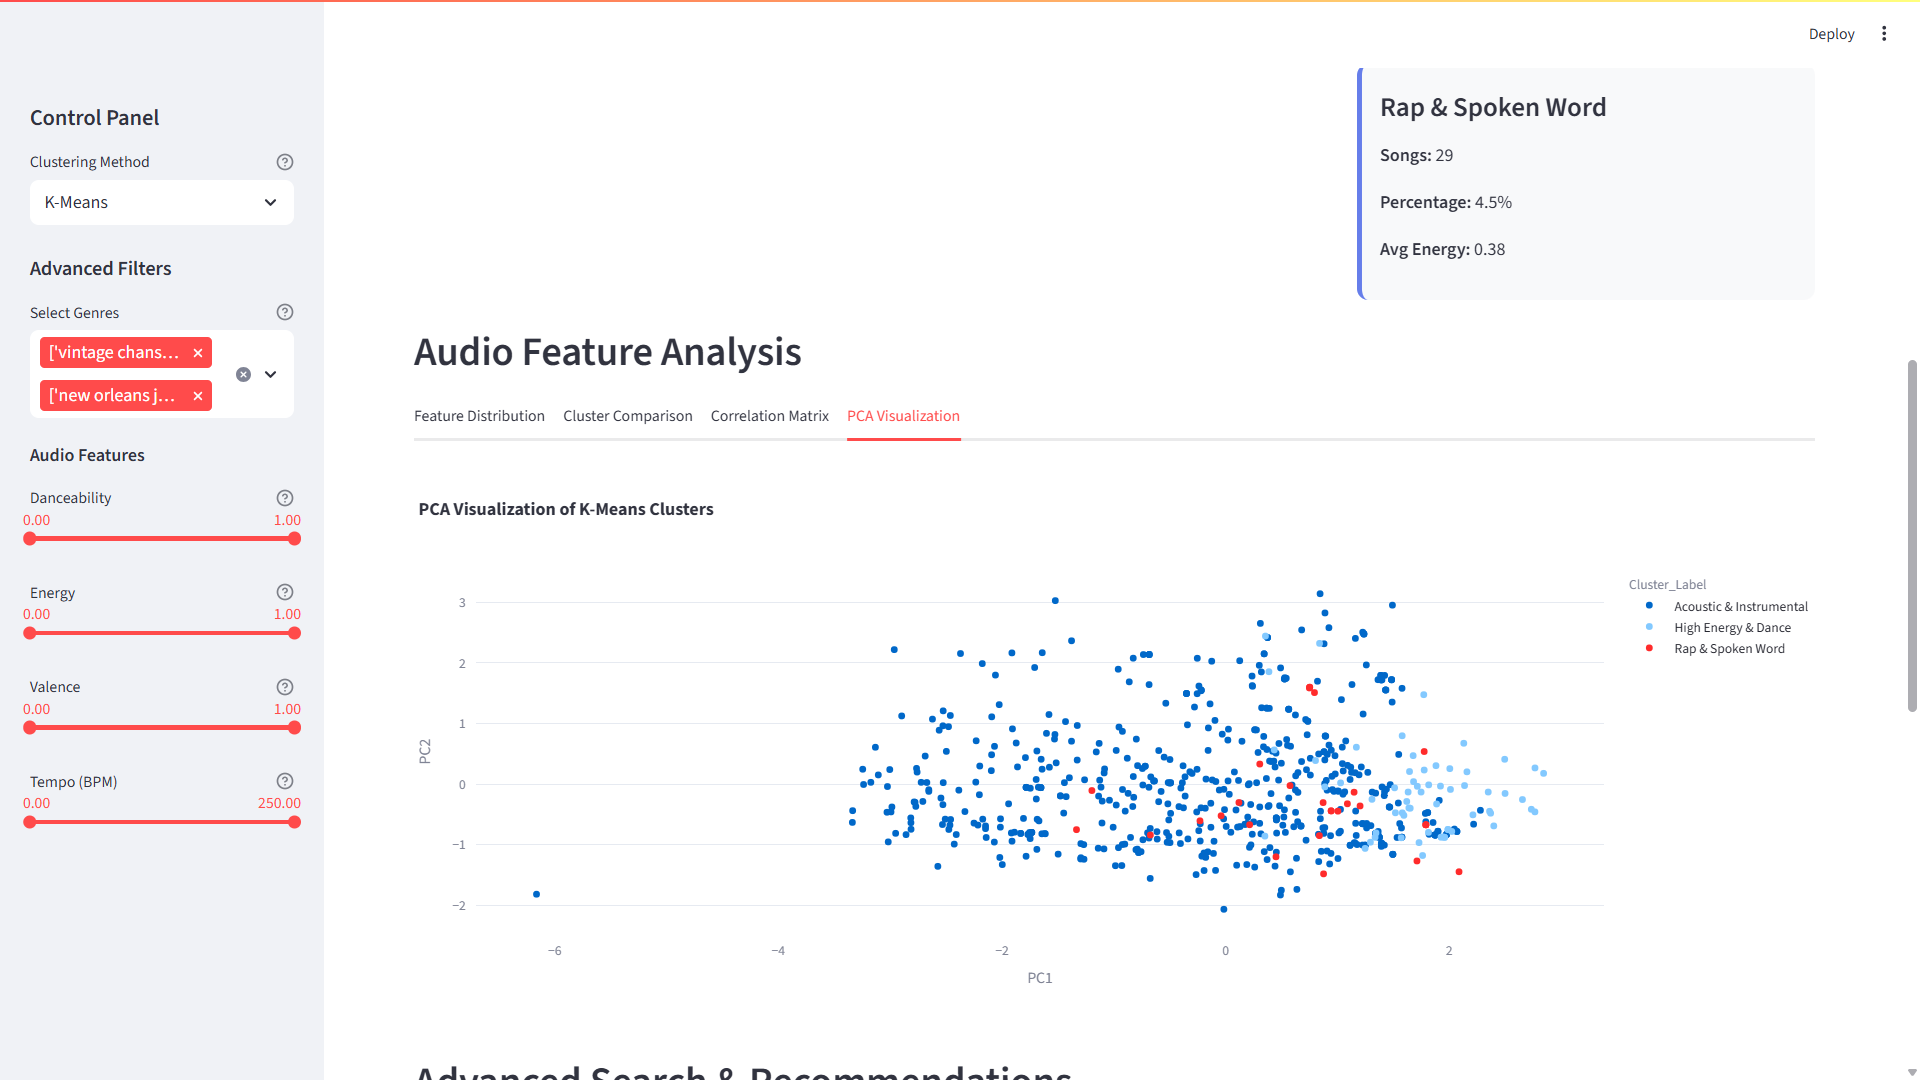 Deploy
Control Panel
Clustering Method
K-Means
Advanced Filters
Select Genres
['vintage chans...
['new orleans j...
Audio Features
Danceability
0.00 1.00
Energy
0.00 1.00
Valence
0.00 1.00
Tempo (BPM)
0.00 250.00
Rap & Spoken Word
Songs: 29
Percentage: 4.5%
Avg Energy: 0.38
Audio Feature Analysis
Feature Distribution Cluster Comparison Correlation Matrix PCA Visualization
PCA Visualization of K-Means Clusters
Cluster_Label
Acoustic & Instrumental
High Energy & Dance
Rap & Spoken Word
3
2
1
0
−1
−2
PC2
−6 −4 −2 0 2
PC1
Advanced Search & Recommendations